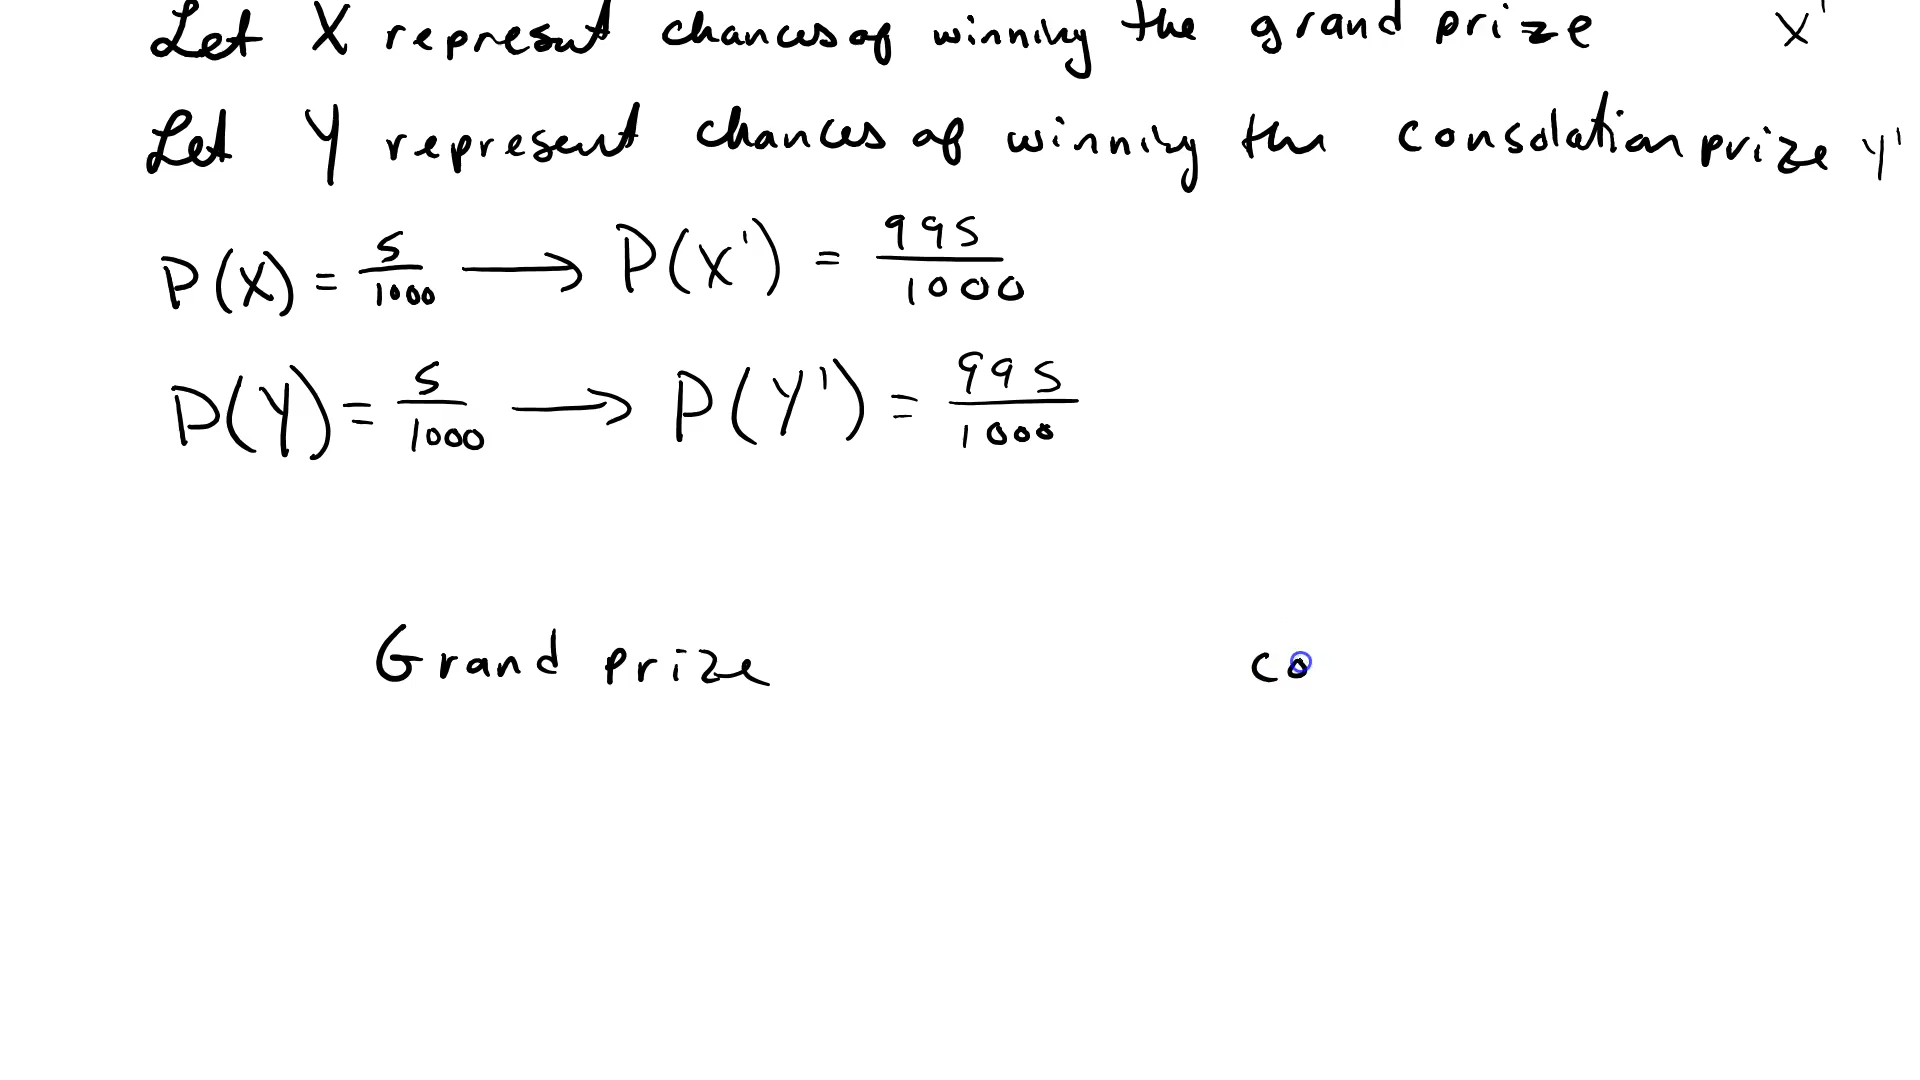 Let X represent chances of winning the grand prize X'
Let Y represent chances of winning the consolation prize Y'
P(X) = 5/1000 → P(X') = 995/1000
P(Y) = 5/1000 → P(Y') = 995/1000
Grand prize co